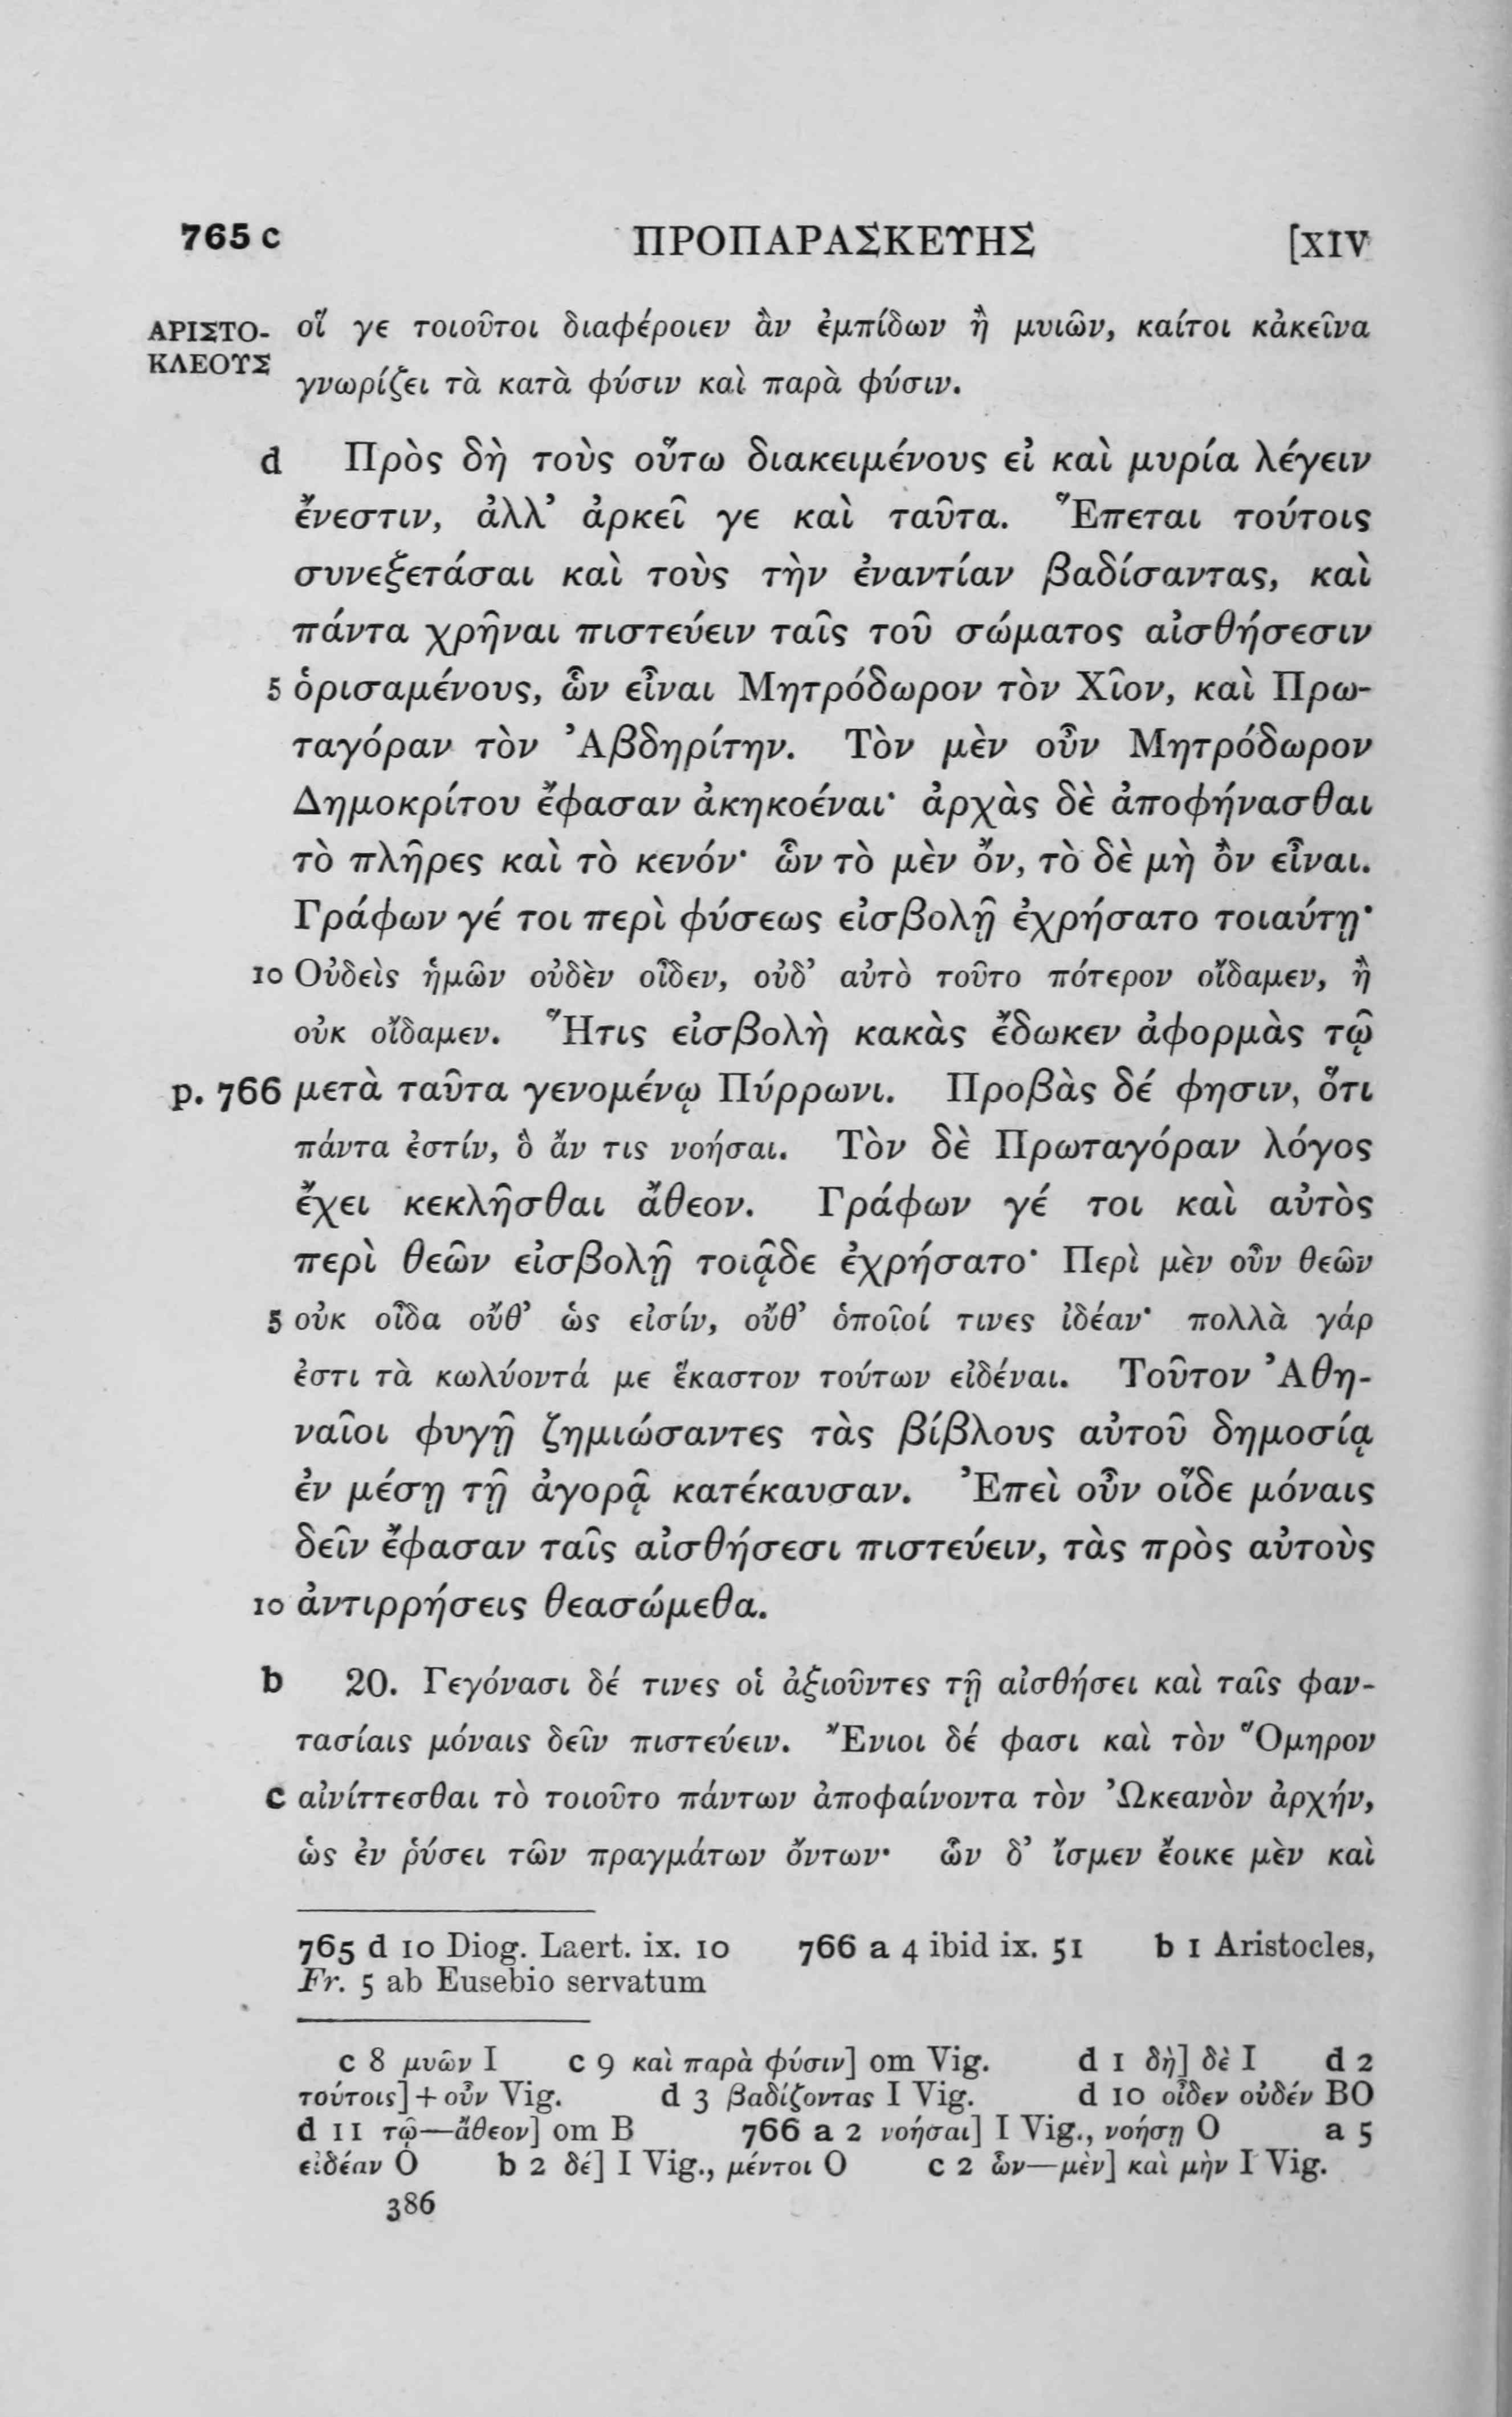 765 c ΠΡΟΠΑΡΑΣΚΕΥΗΣ [XIV
ΑΡΙΣΤΟ- οἵ γε τοιοῦτοι διαφέροιεν ἂν ἐμπίδων ἢ μυιῶν, καίτοι κἀκεῖνα
ΚΛΕΟΥΣ γνωρίζει τὰ κατὰ φύσιν καὶ παρὰ φύσιν.
d Πρὸς δὴ τοὺς οὕτω διακειμένους εἰ καὶ μυρία λέγειν
ἔνεστιν, ἀλλ’ ἀρκεῖ γε καὶ ταῦτα. Ἕπεται τούτοις
συνεξετάσαι καὶ τοὺς τὴν ἐναντίαν βαδίσαντας, καὶ
πάντα χρῆναι πιστεύειν ταῖς τοῦ σώματος αἰσθήσεσιν
5 ὁρισαμένους, ὧν εἶναι Μητρόδωρον τὸν Χῖον, καὶ Πρω-
ταγόραν τὸν Ἀβδηρίτην. Τὸν μὲν οὖν Μητρόδωρον
Δημοκρίτου ἔφασαν ἀκηκοέναι· ἀρχὰς δὲ ἀποφήνασθαι
τὸ πλῆρες καὶ τὸ κενόν· ὧν τὸ μὲν ὄν, τὸ δὲ μὴ ὂν εἶναι.
Γράφων γέ τοι περὶ φύσεως εἰσβολῇ ἐχρήσατο τοιαύτῃ·
10 Οὐδεὶς ἡμῶν οὐδὲν οἶδεν, οὐδ’ αὐτὸ τοῦτο πότερον οἴδαμεν, ἢ
οὐκ οἴδαμεν. Ἥτις εἰσβολὴ κακὰς ἔδωκεν ἀφορμὰς τῷ
p. 766 μετὰ ταῦτα γενομένῳ Πύρρωνι. Προβὰς δέ φησιν, ὅτι
πάντα ἐστίν, ὃ ἄν τις νοήσαι. Τὸν δὲ Πρωταγόραν λόγος
ἔχει κεκλῆσθαι ἄθεον. Γράφων γέ τοι καὶ αὐτὸς
περὶ θεῶν εἰσβολῇ τοιᾷδε ἐχρήσατο· Περὶ μὲν οὖν θεῶν
5 οὐκ οἶδα οὔθ’ ὡς εἰσίν, οὔθ’ ὁποῖοί τινες ἰδέαν· πολλὰ γάρ
ἐστι τὰ κωλύοντά με ἕκαστον τούτων εἰδέναι. Τοῦτον Ἀθη-
ναῖοι φυγῇ ζημιώσαντες τὰς βίβλους αὐτοῦ δημοσίᾳ
ἐν μέσῃ τῇ ἀγορᾷ κατέκαυσαν. Ἐπεὶ οὖν οἵδε μόναις
δεῖν ἔφασαν ταῖς αἰσθήσεσι πιστεύειν, τὰς πρὸς αὐτοὺς
10 ἀντιρρήσεις θεασώμεθα.
b 20. Γεγόνασι δέ τινες οἱ ἀξιοῦντες τῇ αἰσθήσει καὶ ταῖς φαν-
τασίαις μόναις δεῖν πιστεύειν. Ἔνιοι δέ φασι καὶ τὸν Ὅμηρον
c αἰνίττεσθαι τὸ τοιοῦτο πάντων ἀποφαίνοντα τὸν Ὠκεανὸν ἀρχήν,
ὡς ἐν ῥύσει τῶν πραγμάτων ὄντων· ὧν δ’ ἴσμεν ἔοικε μὲν καὶ
765 d 10 Diog. Laert. ix. 10 766 a 4 ibid ix. 51 b 1 Aristocles,
Fr. 5 ab Eusebio servatum
c 8 μυῶν I c 9 καὶ παρὰ φύσιν] om Vig. d 1 δὴ] δὲ I d 2
τούτοις] + οὖν Vig. d 3 βαδίζοντας I Vig. d 10 οἶδεν οὐδέν BO
d 11 τῷ—ἄθεον] om B 766 a 2 νοήσαι] I Vig., νοήσῃ O a 5
εἰδέαν O b 2 δέ] I Vig., μέντοι O c 2 ὧν—μὲν] καὶ μὴν I Vig.
386